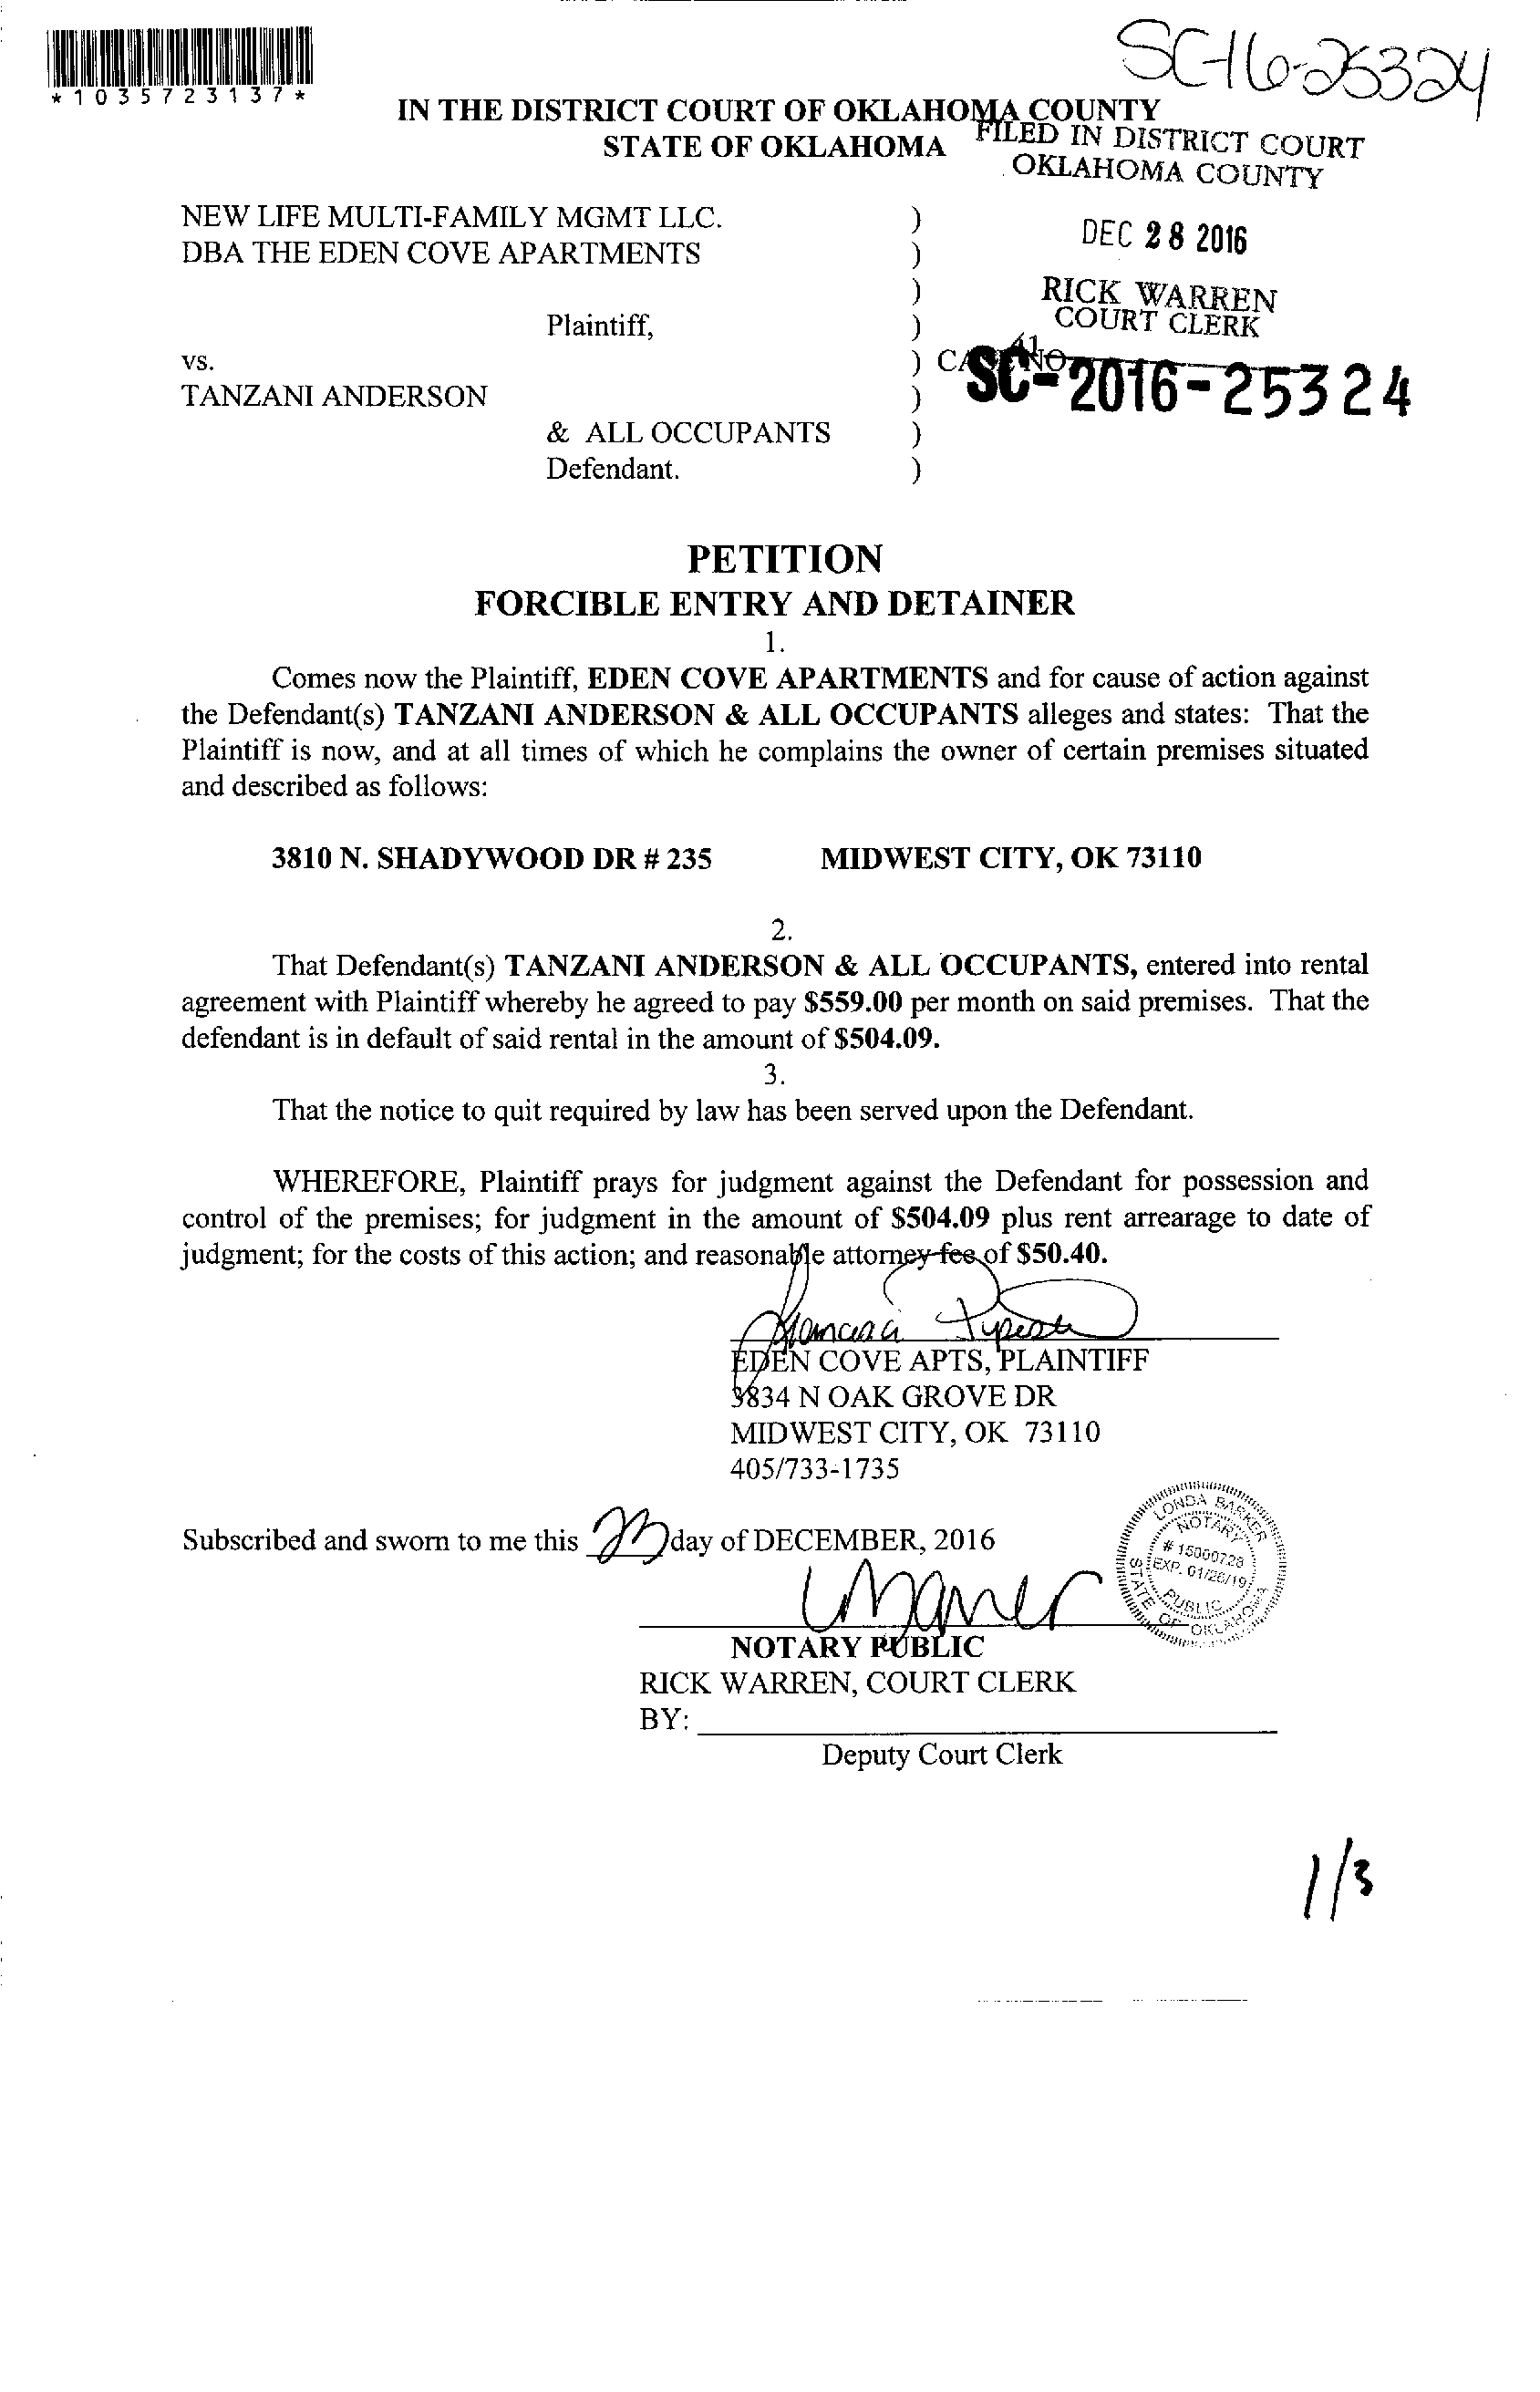 SC-16-25324
*1035723137*
IN THE DISTRICT COURT OF OKLAHOMA COUNTY
STATE OF OKLAHOMA
FILED IN DISTRICT COURT
OKLAHOMA COUNTY
NEW LIFE MULTI-FAMILY MGMT LLC. )
DBA THE EDEN COVE APARTMENTS )
DEC 28 2016
)
RICK WARREN
COURT CLERK
Plaintiff, )
vs. ) CASE NO
SC-2016-25324
TANZANI ANDERSON )
& ALL OCCUPANTS )
Defendant. )
PETITION
FORCIBLE ENTRY AND DETAINER
1.
Comes now the Plaintiff, EDEN COVE APARTMENTS and for cause of action against
the Defendant(s) TANZANI ANDERSON & ALL OCCUPANTS alleges and states: That the
Plaintiff is now, and at all times of which he complains the owner of certain premises situated
and described as follows:
3810 N. SHADYWOOD DR # 235 MIDWEST CITY, OK 73110
2.
That Defendant(s) TANZANI ANDERSON & ALL OCCUPANTS, entered into rental
agreement with Plaintiff whereby he agreed to pay $559.00 per month on said premises. That the
defendant is in default of said rental in the amount of $504.09.
3.
That the notice to quit required by law has been served upon the Defendant.
WHEREFORE, Plaintiff prays for judgment against the Defendant for possession and
control of the premises; for judgment in the amount of $504.09 plus rent arrearage to date of
judgment; for the costs of this action; and reasonable attorney fee of $50.40.
EDEN COVE APTS, PLAINTIFF
3834 N OAK GROVE DR
MIDWEST CITY, OK 73110
405/733-1735
LONDA BARKER
NOTARY
# 15000728
EXP. 01/26/19
PUBLIC
STATE OF OKLAHOMA
Subscribed and sworn to me this day of DECEMBER, 2016
NOTARY PUBLIC
RICK WARREN, COURT CLERK
BY:
Deputy Court Clerk
1/3